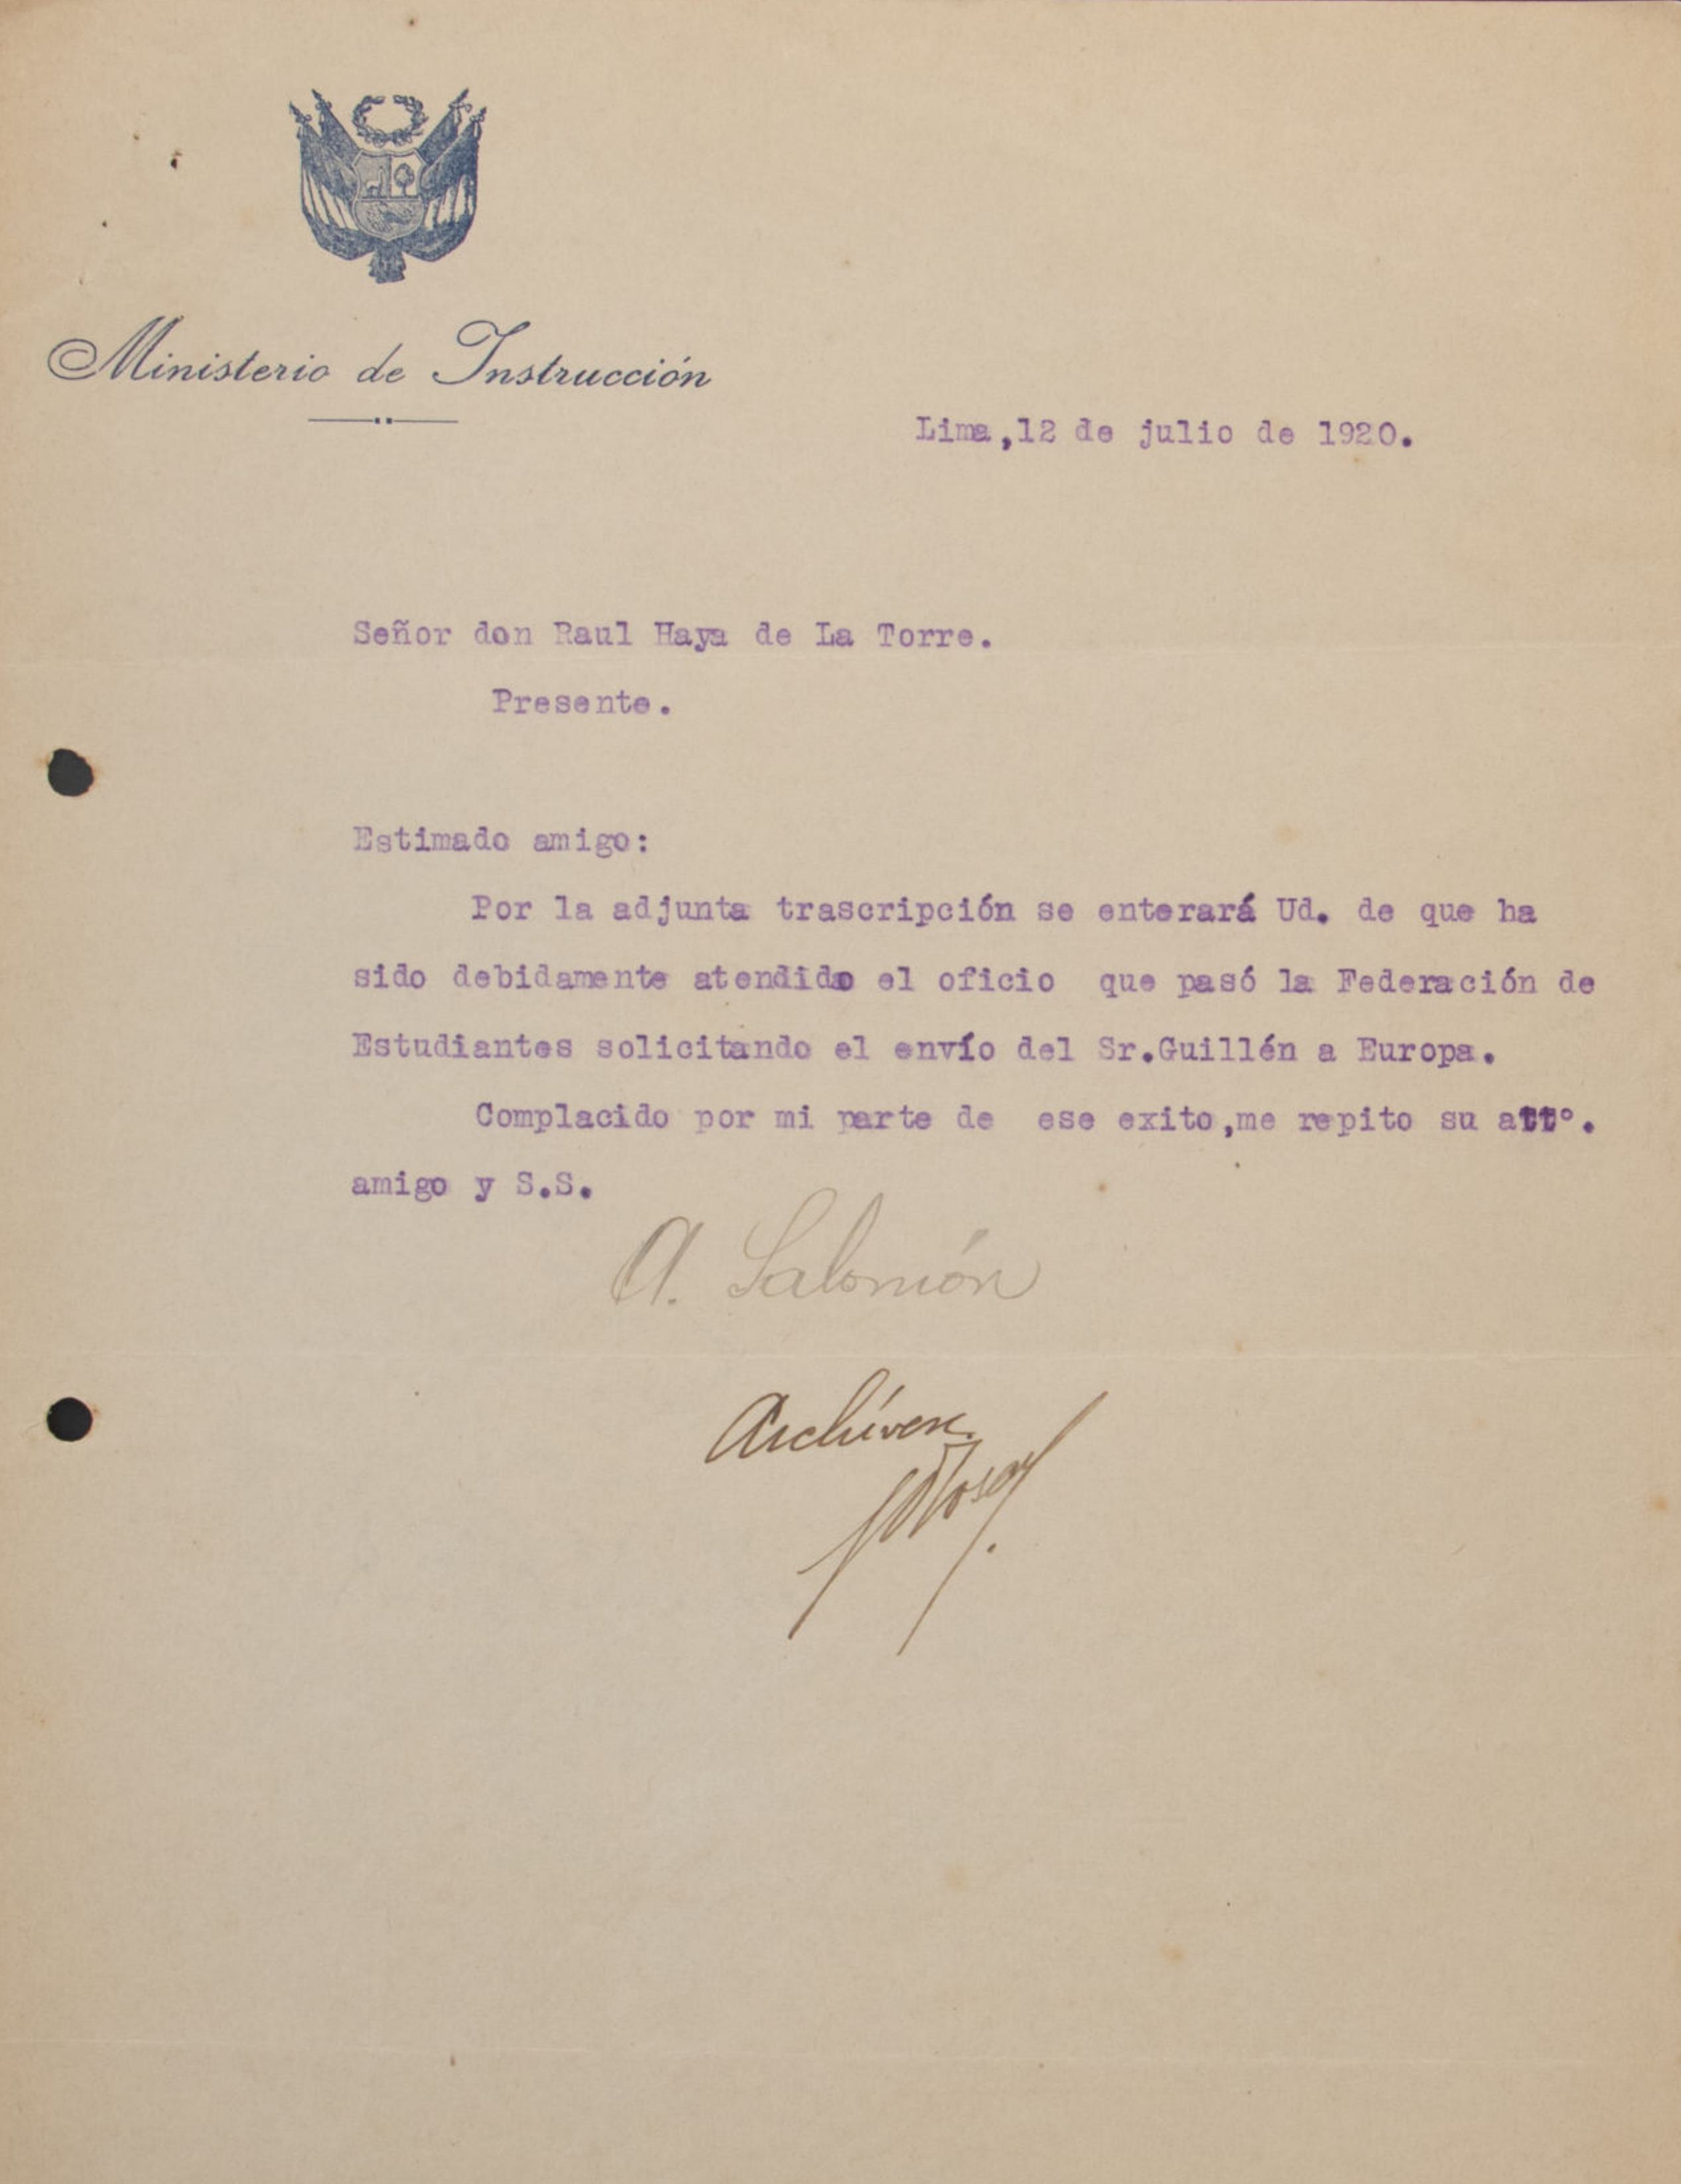 Ministerio de Instrucción
Lima,12 de julio de 1920.
Señor don Raul Haya de La Torre.
Presente.
Estimado amigo:
Por la adjunta trascripción se enterará Ud. de que ha
sido debidamente atendido el oficio que pasó la Federación de
Estudiantes solicitando el envío del Sr.Guillén a Europa.
Complacido por mi parte de ese exito,me repito su atto.
amigo y S.S.
A. Salomón
Archívese.